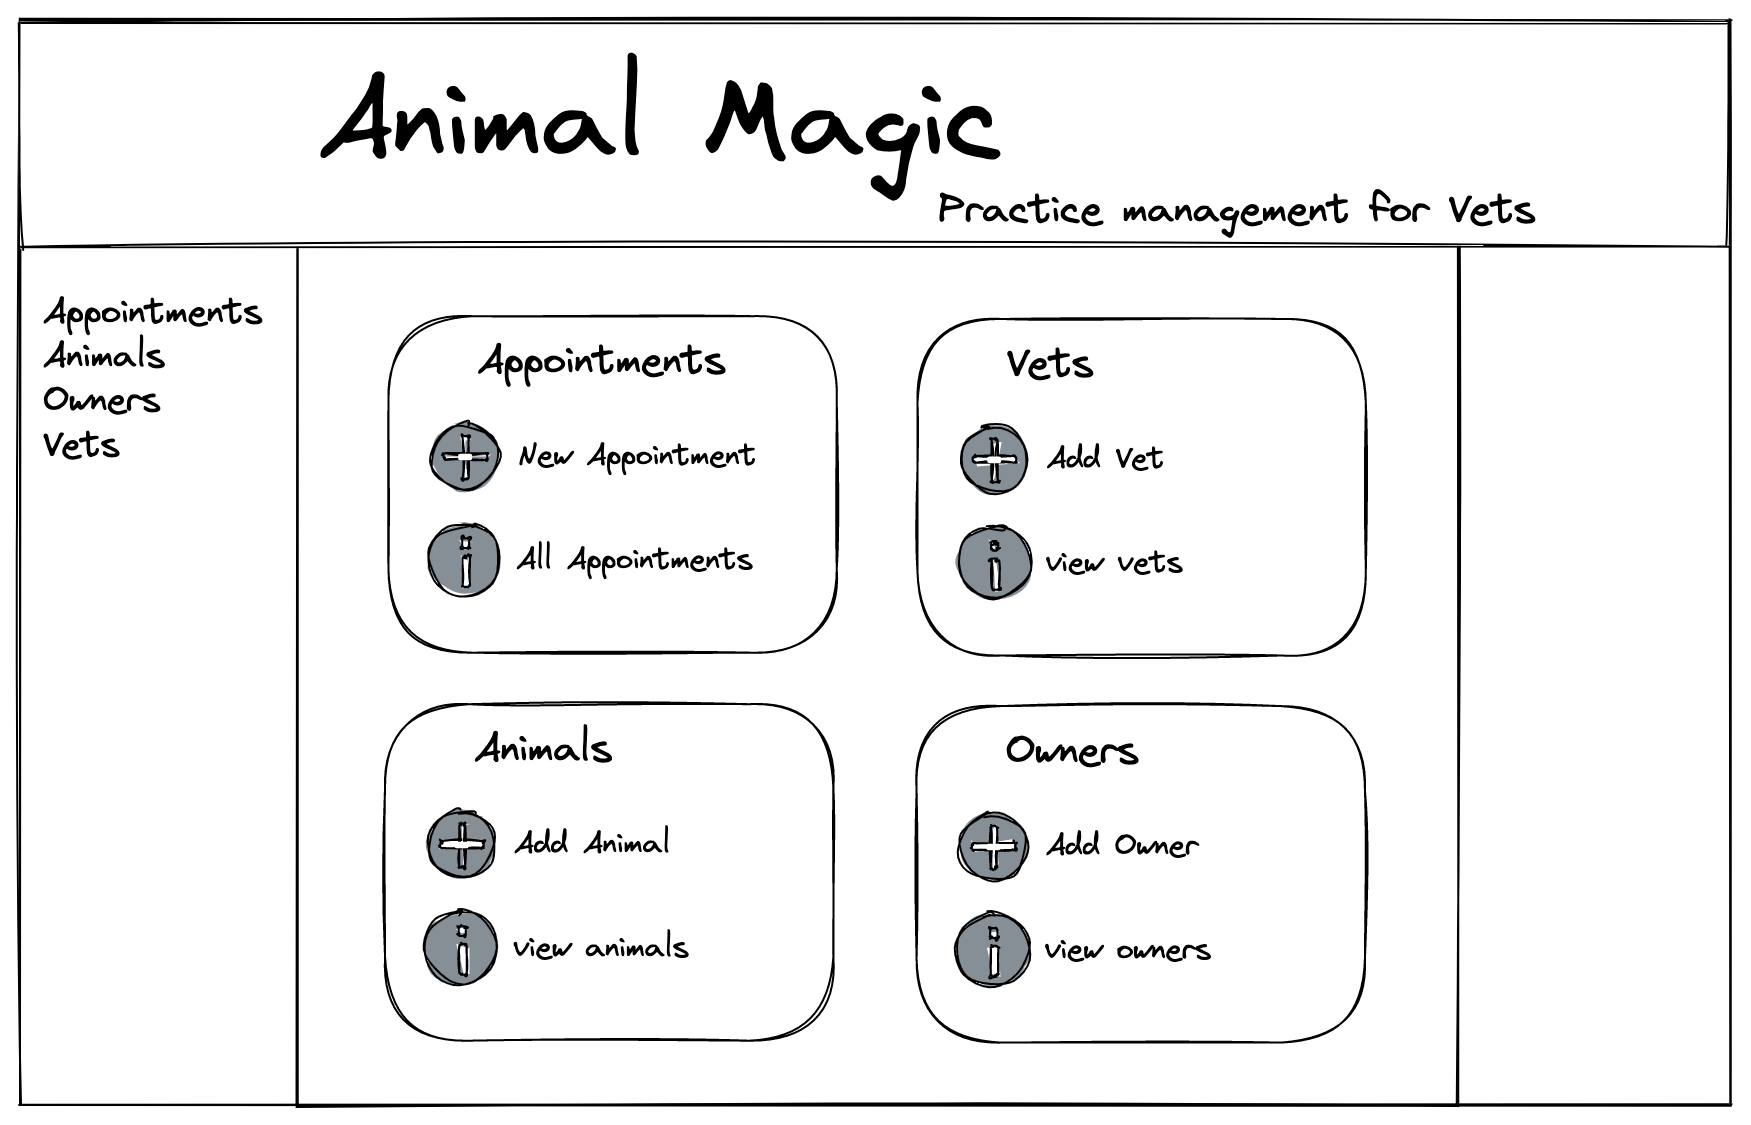 Animal Magic
Practice management for Vets
Appointments
Animals
Owners
Vets
Appointments
New Appointment
All Appointments
Vets
Add Vet
view vets
Animals
Add Animal
view animals
Owners
Add Owner
view owners